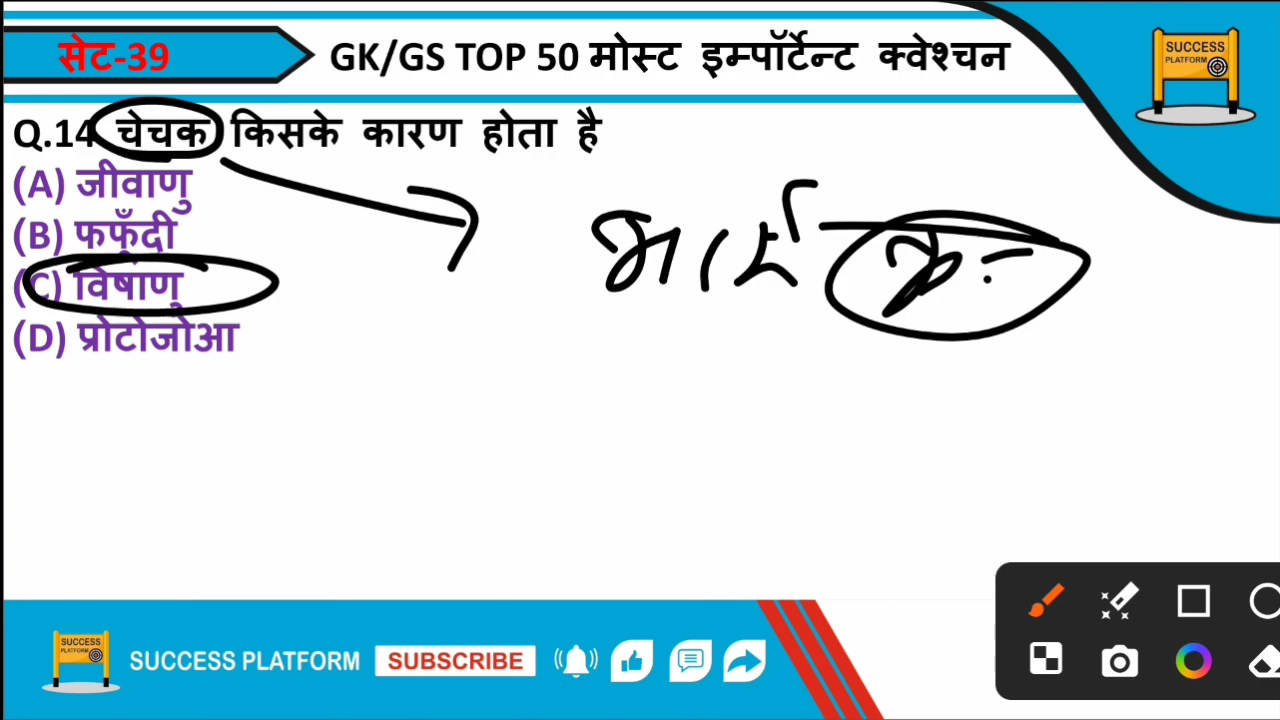 सेट-39
GK/GS TOP 50 मोस्ट इम्पॉर्टेन्ट क्वेश्चन
SUCCESS
PLATFORM
Q.14 चेचक किसके कारण होता है
(A) जीवाणु
(B) फफूँदी
(C) विषाणु
(D) प्रोटोजोआ
SUCCESS
PLATFORM
SUCCESS PLATFORM
SUBSCRIBE